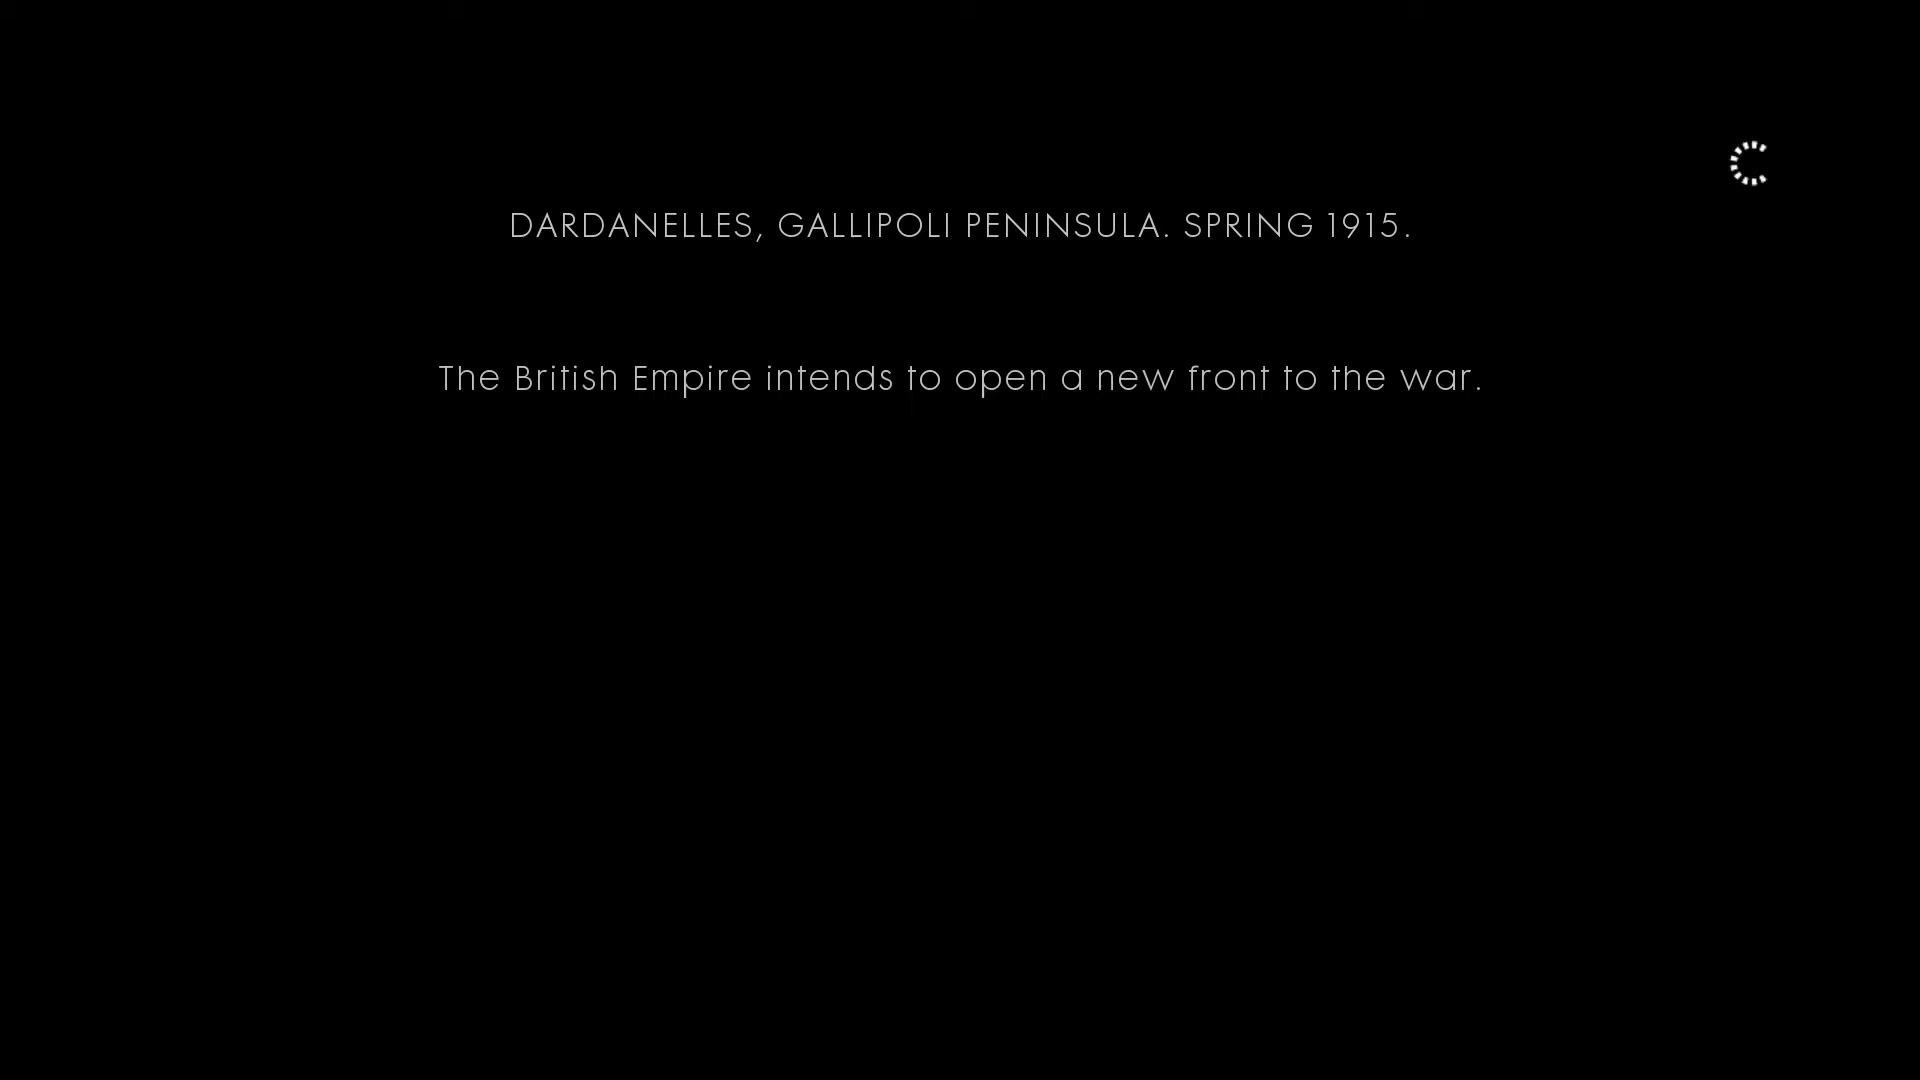 DARDANELLES, GALLIPOLI PENINSULA. SPRING 1915.
The British Empire intends to open a new front to the war.